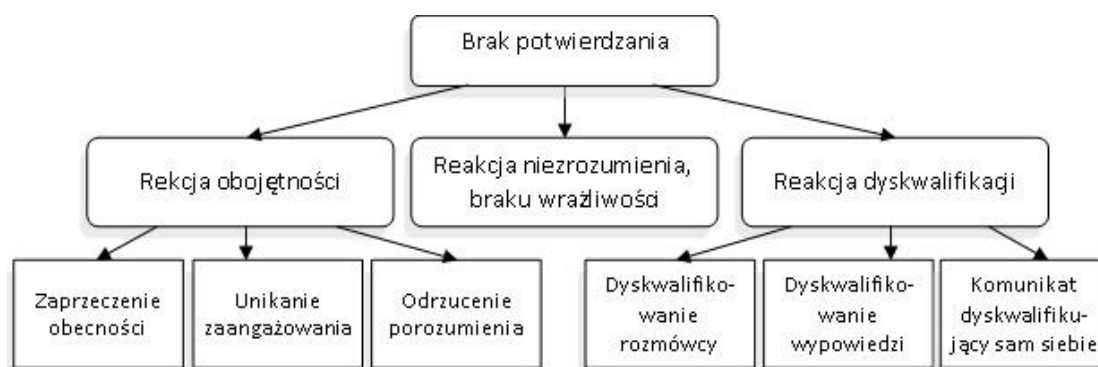 Brak potwierdzania
Rekcja obojętności
Reakcja niezrozumienia,
braku wrażliwości
Reakcja dyskwalifikacji
Zaprzeczenie
obecności
Unikanie
zaangażowania
Odrzucenie
porozumienia
Dyskwalifiko-
wanie
rozmówcy
Dyskwalifiko-
wanie
wypowiedzi
Komunikat
dyskwalifiku-
jący sam siebie